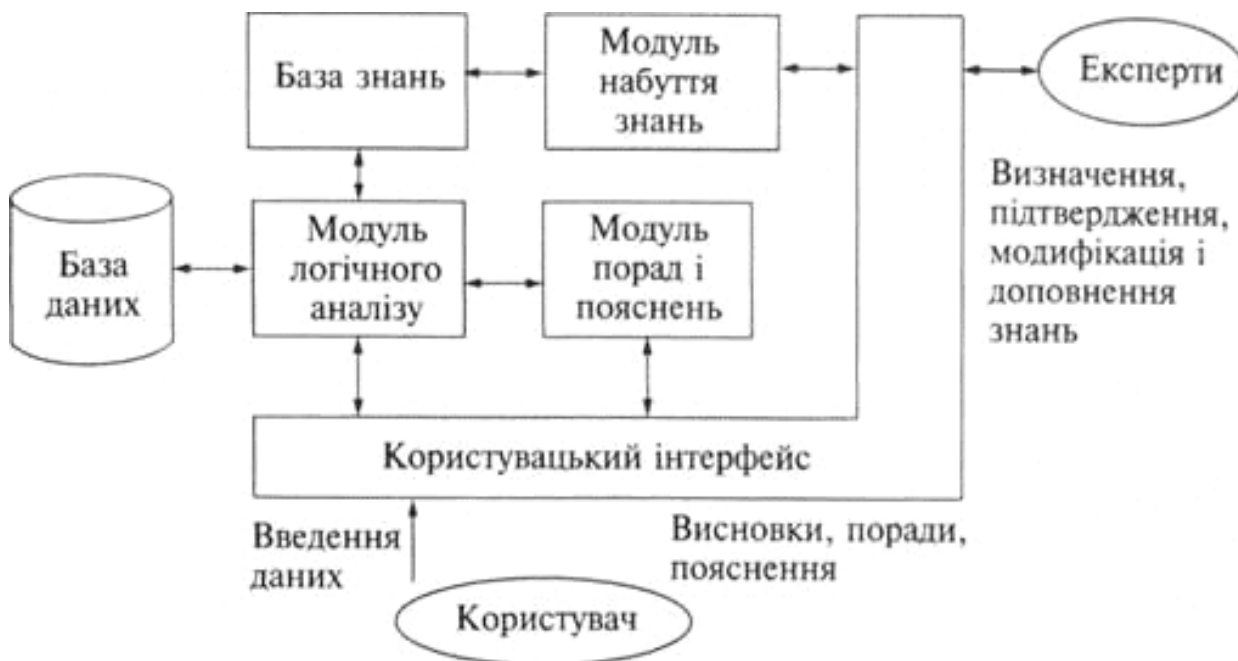 База знань
Модуль
набуття
знань
Експерти
Визначення,
підтвердження,
модифікація і
доповнення
знань
База
даних
Модуль
логічного
аналізу
Модуль
порад і
пояснень
Користувацький інтерфейс
Введення
даних
Висновки, поради,
пояснення
Користувач